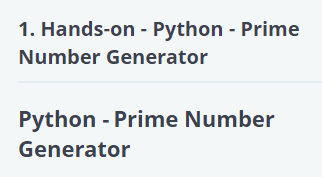 1. Hands-on - Python - Prime
Number Generator
Python - Prime Number
Generator